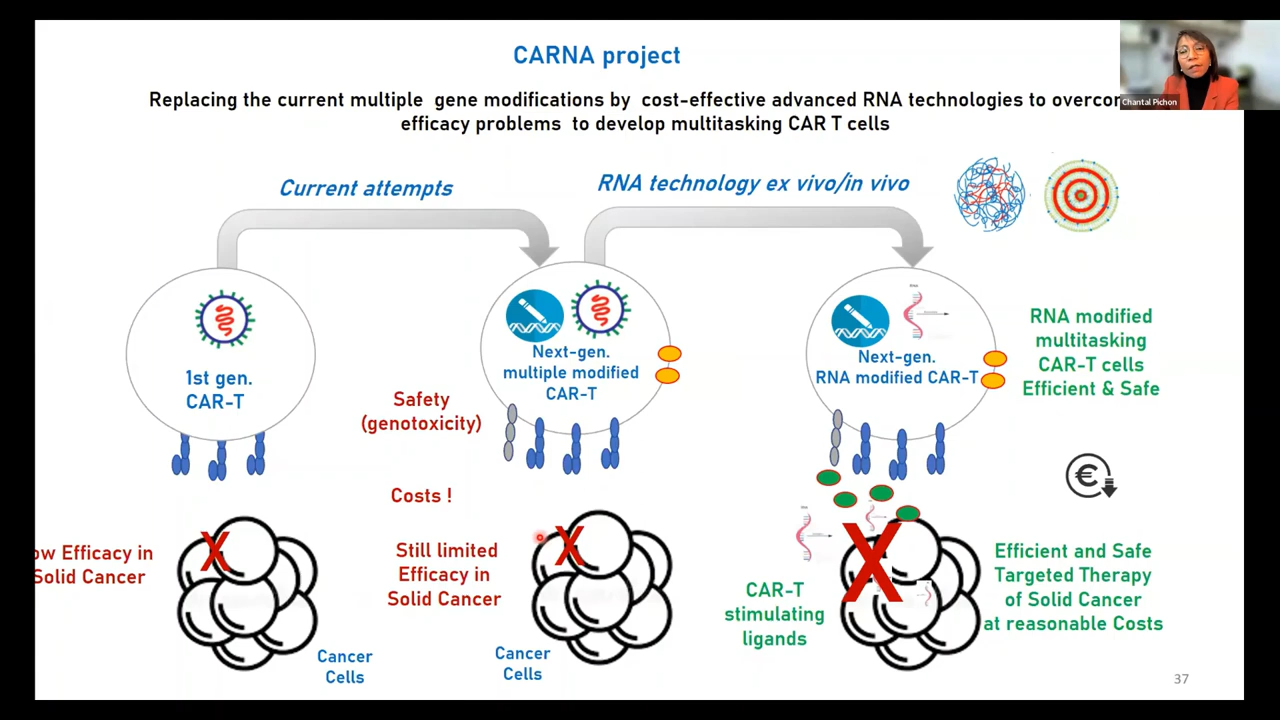 CARNA project
Replacing the current multiple gene modifications by cost-effective advanced RNA technologies to
efficacy problems to develop multitasking CAR T cells
Chantal Pichon
Current attempts
RNA technology ex vivo/in vivo
1st gen.
CAR-T
Next-gen.
multiple modified
CAR-T
Next-gen.
RNA modified CAR-T
RNA modified
multitasking
CAR-T cells
Efficient & Safe
Safety
(genotoxicity)
Costs !
€
X
X
X
Efficacy in
Solid Cancer
Still limited
Efficacy in
Solid Cancer
CAR-T
stimulating
ligands
Efficient and Safe
Targeted Therapy
of Solid Cancer
at reasonable Costs
Cancer
Cells
Cancer
Cells
37